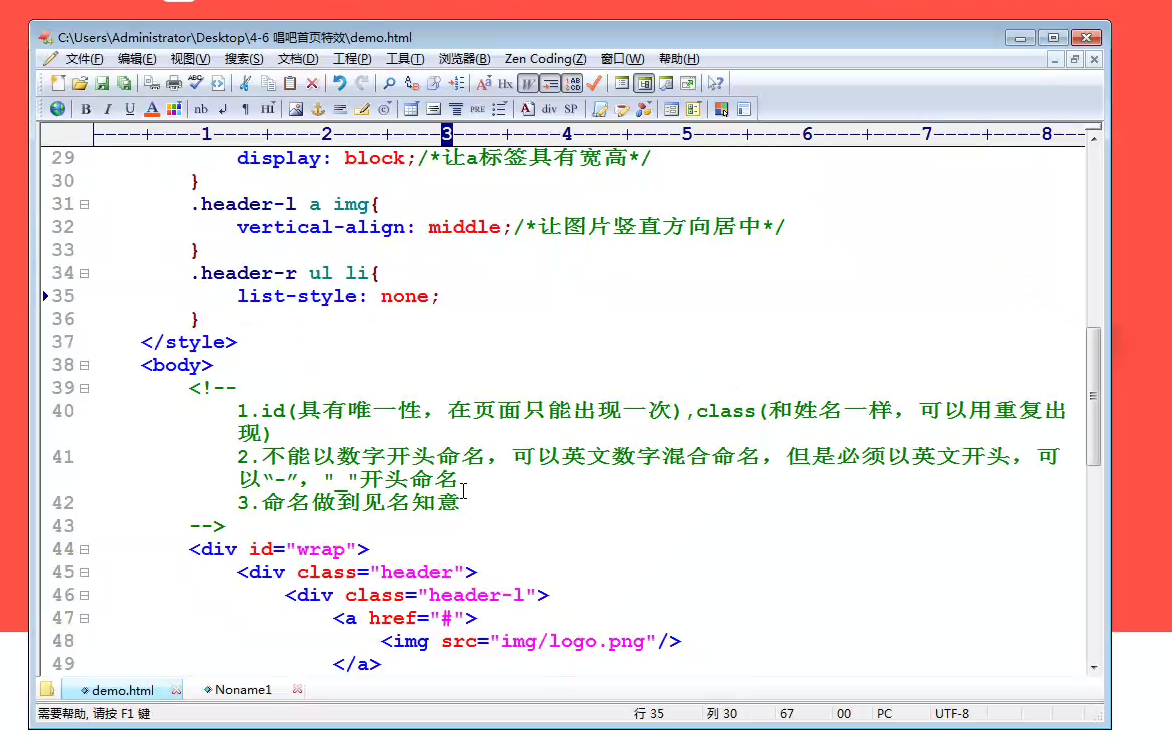 C:\Users\Administrator\Desktop\4-6 唱吧首页特效\demo.html
文件(F) 编辑(E) 视图(V) 搜索(S) 文档(D) 工程(P) 工具(T) 浏览器(B) Zen Coding(Z) 窗口(W) 帮助(H)
B I U A nb ¶ HI PRE A div SP
----+----1----+----2----+----3----+----4----+----5----+----6----+----7----+----8---
29 display: block;/*让a标签具有宽高*/
30 }
31 .header-l a img{
32 vertical-align: middle;/*让图片竖直方向居中*/
33 }
34 .header-r ul li{
35 list-style: none;
36 }
37 </style>
38 <body>
39 <!--
40 1.id(具有唯一性，在页面只能出现一次),class(和姓名一样，可以用重复出
现)
41 2.不能以数字开头命名，可以英文数字混合命名，但是必须以英文开头，可
以“-”，"_"开头命名
42 3.命名做到见名知意
43 -->
44 <div id="wrap">
45 <div class="header">
46 <div class="header-l">
47 <a href="#">
48 <img src="img/logo.png"/>
49 </a>
demo.html Noname1
需要帮助, 请按 F1 键 行 35 列 30 67 00 PC UTF-8